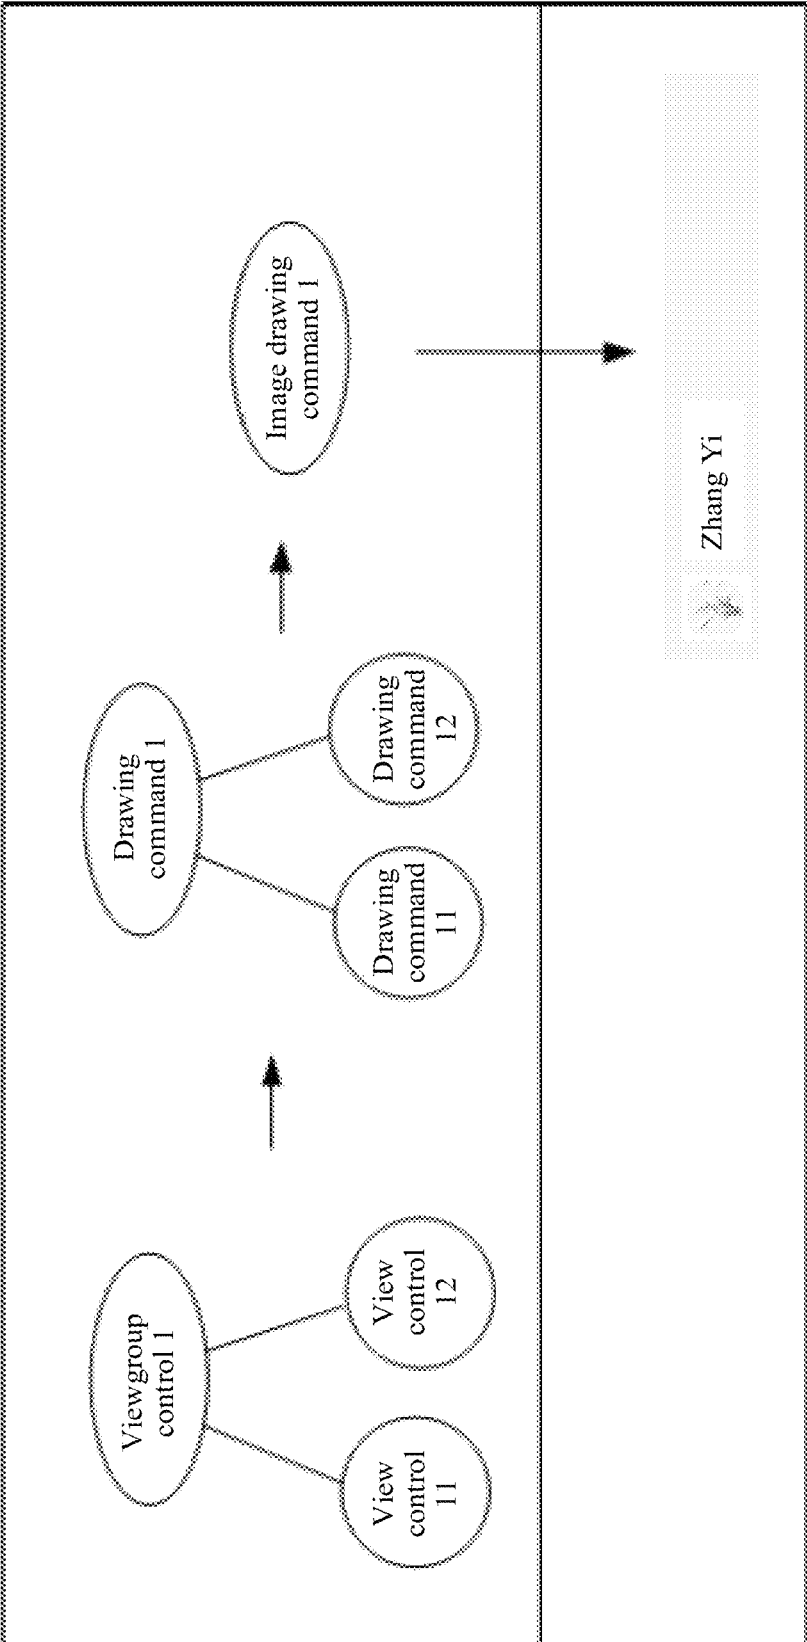 Viewgroup
control 1
View
control
11
View
control
12
Drawing
command 1
Drawing
command
11
Drawing
command
12
Image drawing
command 1
Zhang Yi